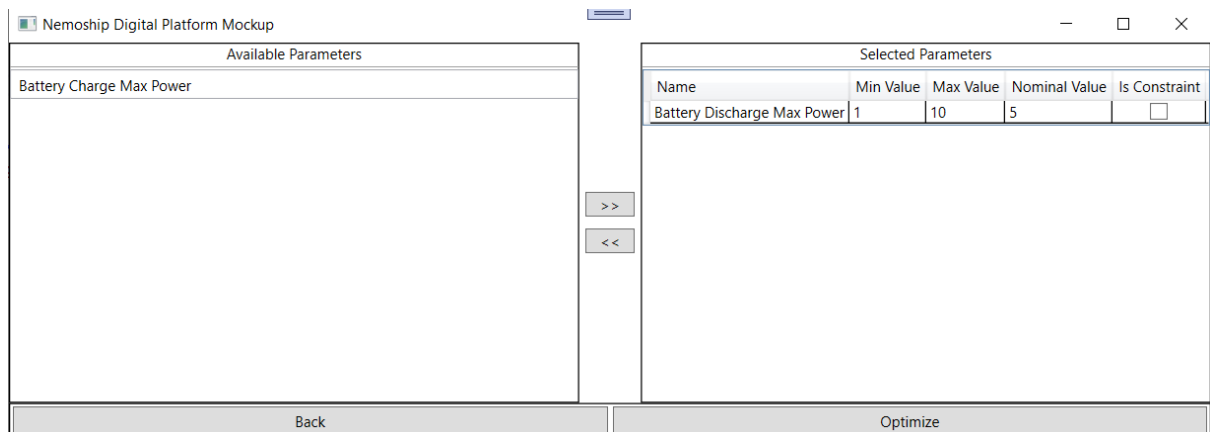 Nemoship Digital Platform Mockup
Available Parameters
Battery Charge Max Power
>>
<<
Selected Parameters
Name Min Value Max Value Nominal Value Is Constraint
Battery Discharge Max Power 1 10 5
Back Optimize